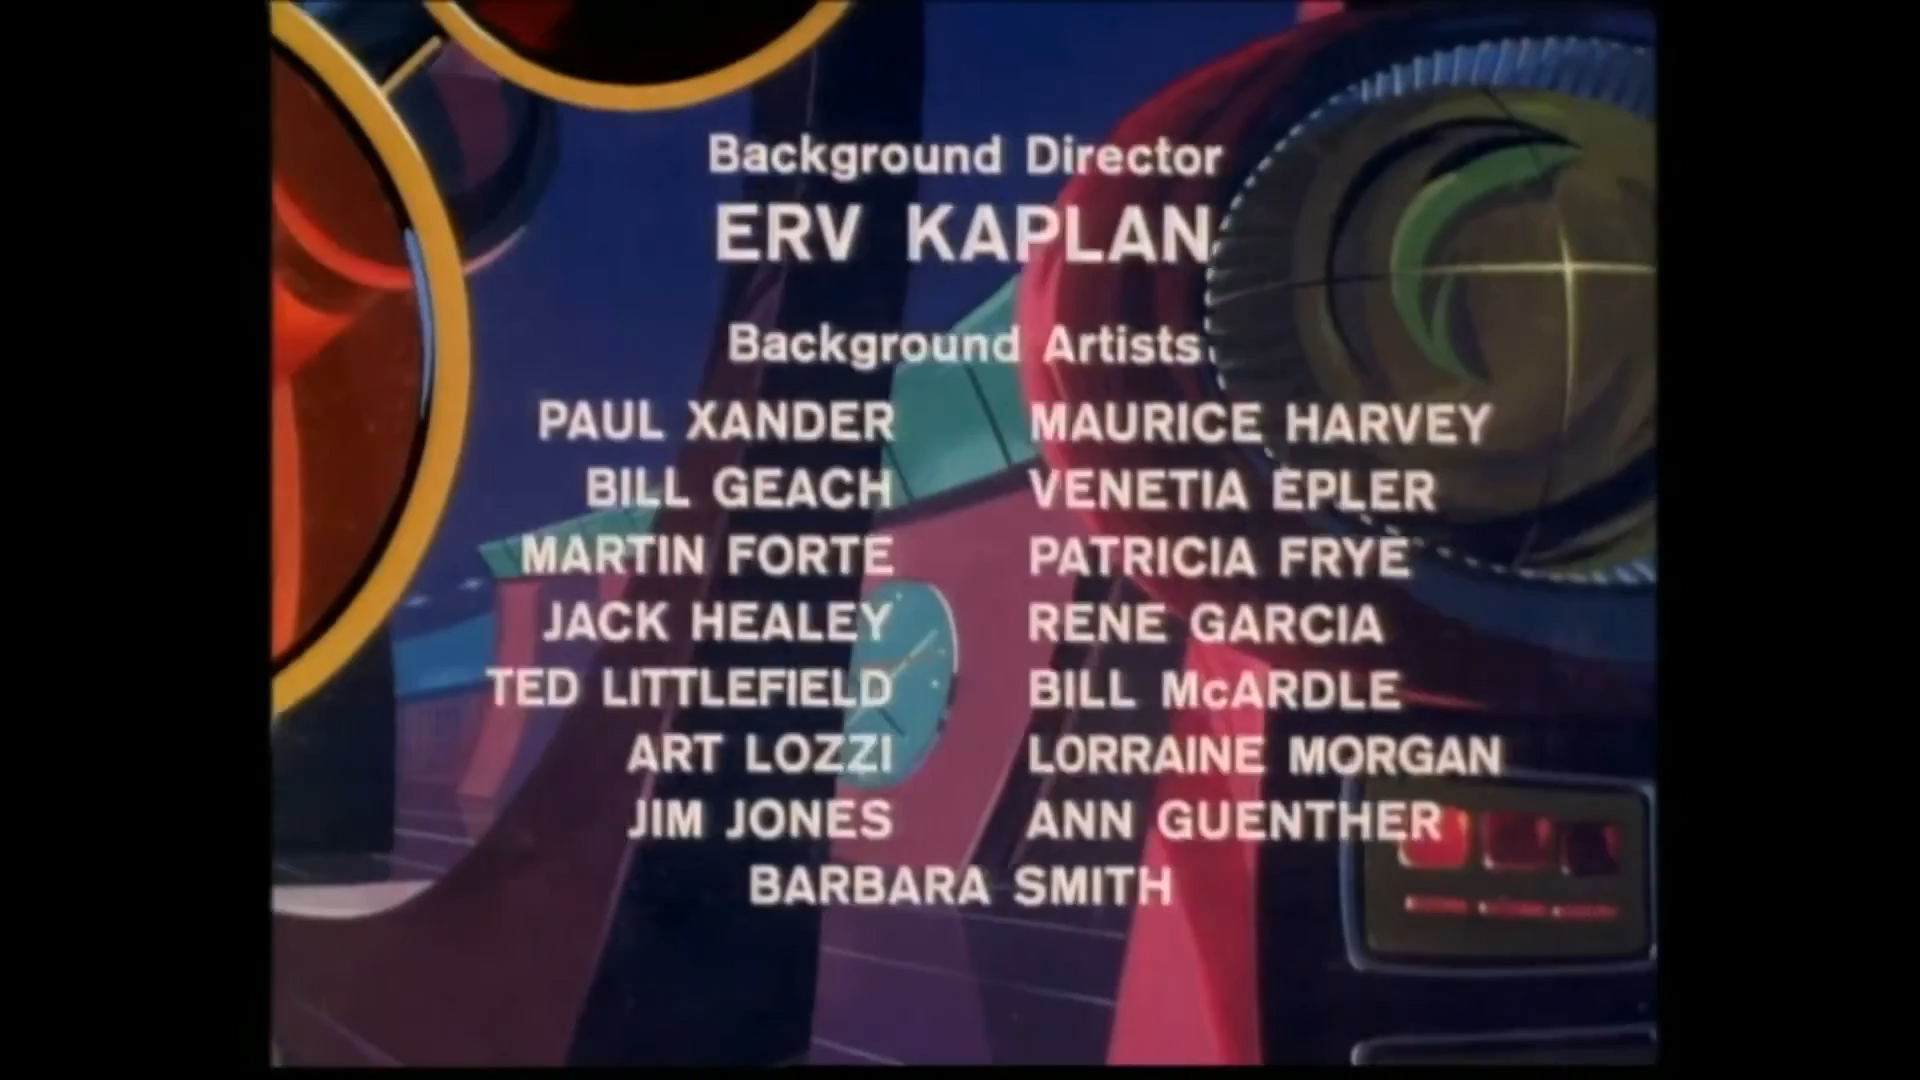 Background Director
ERV KAPLAN
Background Artists
PAUL XANDER MAURICE HARVEY
BILL GEACH VENETIA EPLER
MARTIN FORTE PATRICIA FRYE
JACK HEALEY RENE GARCIA
TED LITTLEFIELD BILL McARDLE
ART LOZZI LORRAINE MORGAN
JIM JONES ANN GUENTHER
BARBARA SMITH